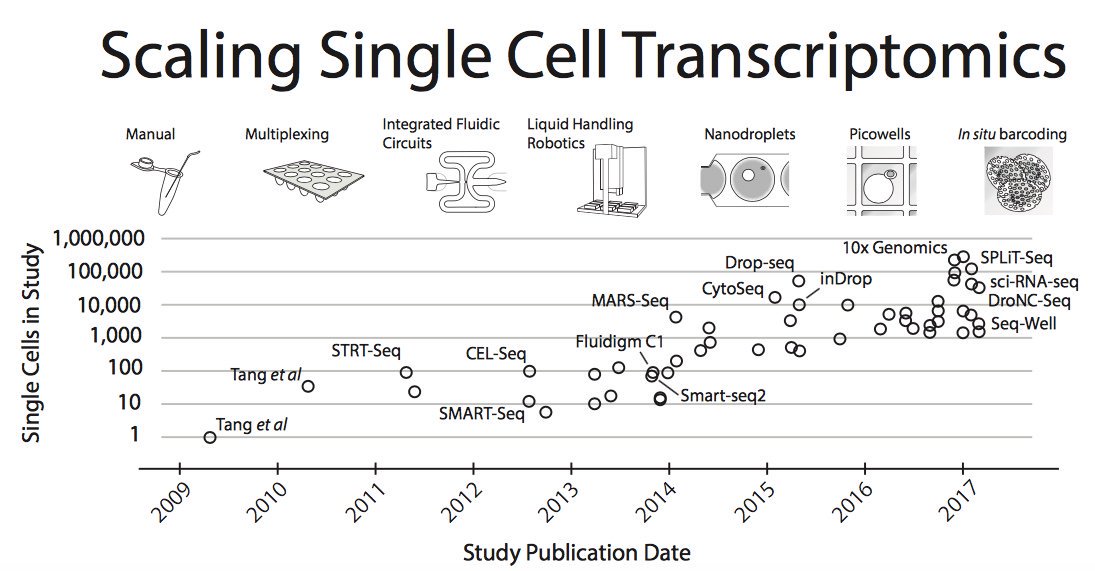 Scaling Single Cell Transcriptomics
Manual
Multiplexing
Integrated Fluidic
Circuits
Liquid Handling
Robotics
Nanodroplets
Picowells
In situ barcoding
Single Cells in Study
1,000,000
100,000
10,000
1,000
100
10
1
10x Genomics
SPLiT-Seq
Drop-seq
inDrop
sci-RNA-seq
CytoSeq
DroNC-Seq
MARS-Seq
Seq-Well
Fluidigm C1
STRT-Seq
CEL-Seq
Tang et al
Smart-seq2
SMART-Seq
Tang et al
2009
2010
2011
2012
2013
2014
2015
2016
2017
Study Publication Date